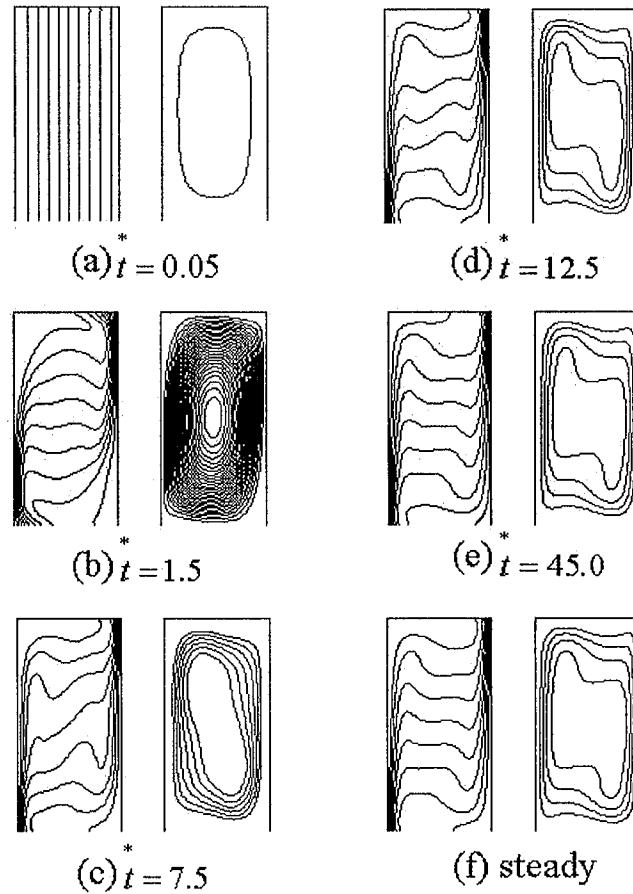 (a) t* = 0.05
(b) t* = 1.5
(c) t* = 7.5
(d) t* = 12.5
(e) t* = 45.0
(f) steady